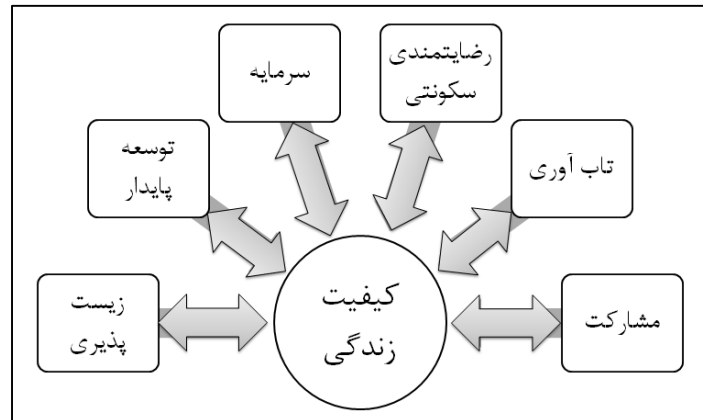 رضایتمندی
سکونتی
سرمایه
تاب آوری
توسعه
پایدار
مشارکت
زیست
پذیری
کیفیت
زندگی